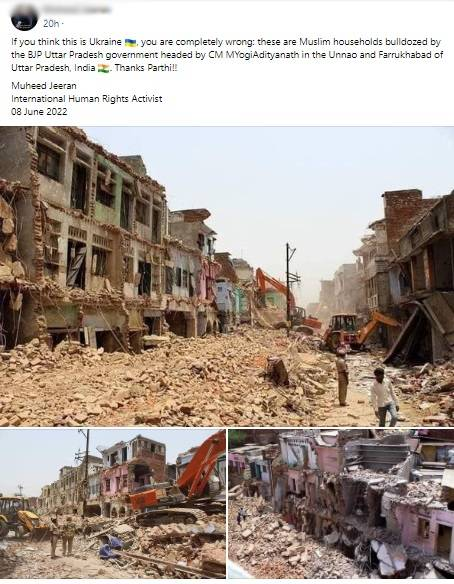 20h ·
If you think this is Ukraine 🇺🇦, you are completely wrong: these are Muslim households bulldozed by
the BJP Uttar Pradesh government headed by CM MYogiAdityanath in the Unnao and Farrukhabad of
Uttar Pradesh, India 🇮🇳. Thanks Parthi!!
Muheed Jeeran
International Human Rights Activist
08 June 2022